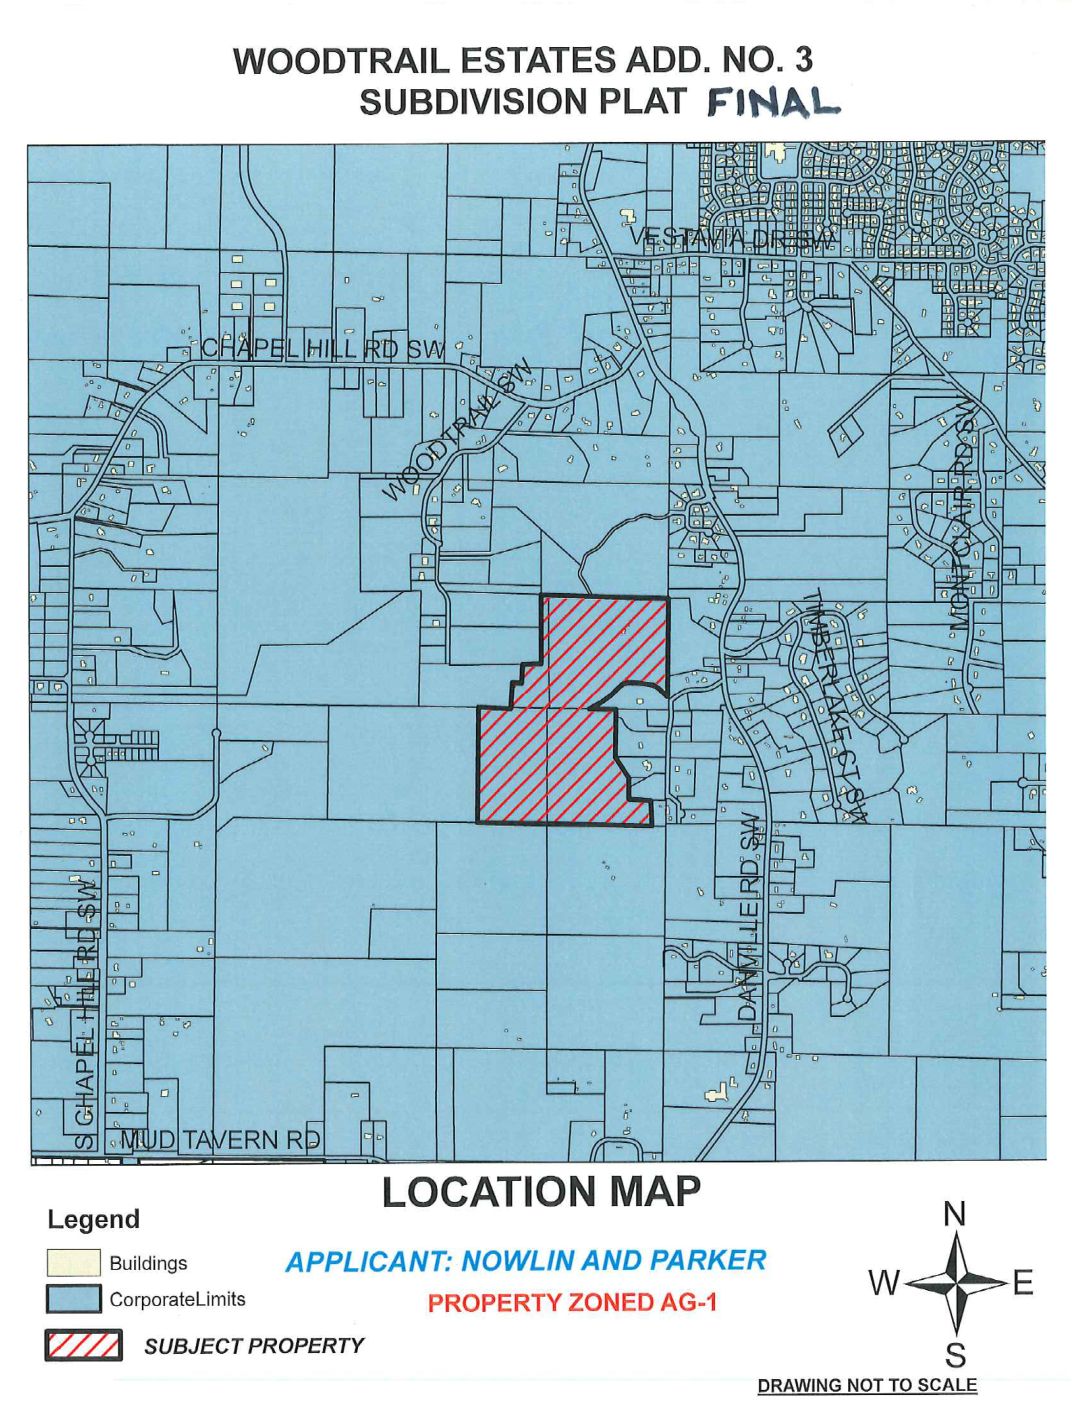 WOODTRAIL ESTATES ADD. NO. 3
SUBDIVISION PLAT FINAL
VESTAVIA DR SW
CHAPEL HILL RD SW
WOODTRAIL SW
MONTCLAIR RD SW
TIMBERLAKE CT SW
DANVILLE RD SW
S CHAPEL HILL RD SW
MUD TAVERN RD
LOCATION MAP
Legend
Buildings
CorporateLimits
SUBJECT PROPERTY
APPLICANT: NOWLIN AND PARKER
PROPERTY ZONED AG-1
N
W E
S
DRAWING NOT TO SCALE